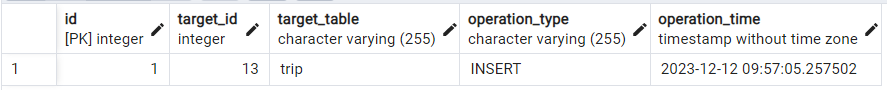 id target_id target_table operation_type operation_time
[PK] integer integer character varying (255) character varying (255) timestamp without time zone
1 1 13 trip INSERT 2023-12-12 09:57:05.257502